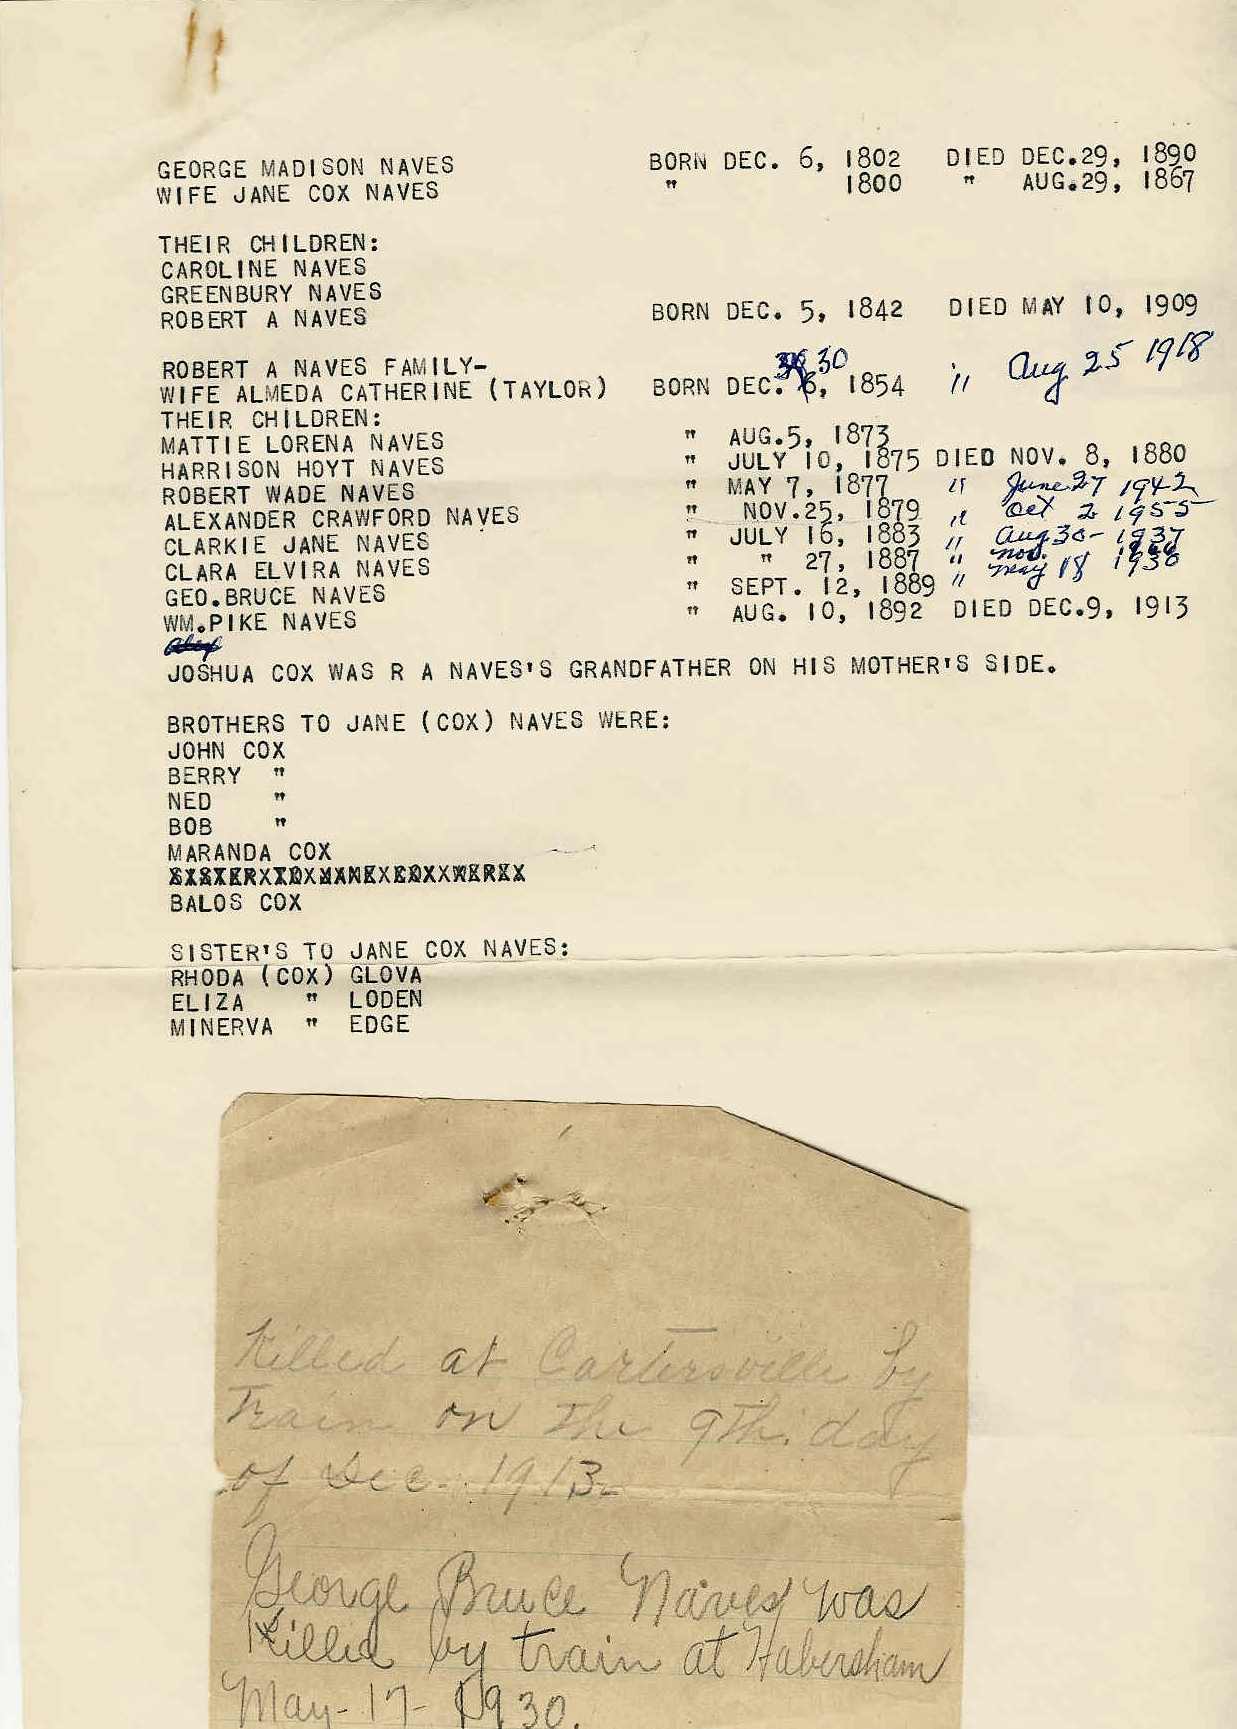 GEORGE MADISON NAVES BORN DEC. 6, 1802 DIED DEC.29, 1890
WIFE JANE COX NAVES " 1800 " AUG.29, 1867
THEIR CHILDREN:
CAROLINE NAVES
GREENBURY NAVES
ROBERT A NAVES BORN DEC. 5, 1842 DIED MAY 10, 1909
30
ROBERT A NAVES FAMILY-
WIFE ALMEDA CATHERINE (TAYLOR) BORN DEC. 6, 1854 " Aug 25 1918
THEIR CHILDREN:
MATTIE LORENA NAVES " AUG.5, 1873
HARRISON HOYT NAVES " JULY 10, 1875 DIED NOV. 8, 1880
ROBERT WADE NAVES " MAY 7, 1877 " June 27 1942
ALEXANDER CRAWFORD NAVES " NOV.25, 1879 " Oct 2 1955
CLARKIE JANE NAVES " JULY 16, 1883 " Aug 30-1937
CLARA ELVIRA NAVES " " 27, 1887 " Nov.
GEO.BRUCE NAVES " SEPT. 12, 1889 " May 18 1930
WM.PIKE NAVES " AUG. 10, 1892 DIED DEC.9, 1913
JOSHUA COX WAS R A NAVES'S GRANDFATHER ON HIS MOTHER'S SIDE.
BROTHERS TO JANE (COX) NAVES WERE:
JOHN COX
BERRY "
NED "
BOB "
MARANDA COX
BALOS COX
SISTER'S TO JANE COX NAVES:
RHODA (COX) GLOVA
ELIZA " LODEN
MINERVA " EDGE
Killed at Cartersville by
Train on the 9th. day
of Dec. 1913
George Bruce Naves was
Killed by train at Habersham
May-17-1930.